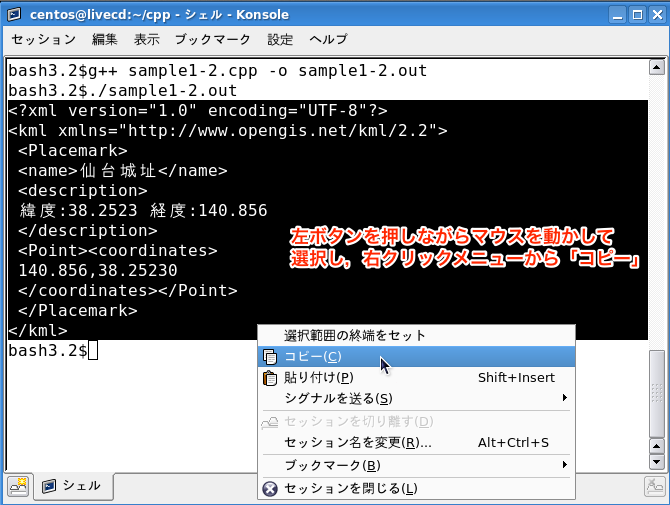 centos@livecd:~/cpp - シェル - Konsole
セッション 編集 表示 ブックマーク 設定 ヘルプ
bash3.2$g++ sample1-2.cpp -o sample1-2.out
bash3.2$./sample1-2.out
<?xml version="1.0" encoding="UTF-8"?>
<kml xmlns="http://www.opengis.net/kml/2.2">
<Placemark>
<name>仙台城址</name>
<description>
緯度:38.2523 経度:140.856
</description>
<Point><coordinates>
140.856,38.25230
</coordinates></Point>
</Placemark>
</kml>
bash3.2$
左ボタンを押しながらマウスを動かして
選択し，右クリックメニューから「コピー」
選択範囲の終端をセット
コピー(C)
貼り付け(P) Shift+Insert
シグナルを送る(S)
セッションを切り離す(D)
セッション名を変更(R)... Alt+Ctrl+S
ブックマーク(B)
セッションを閉じる(L)
シェル